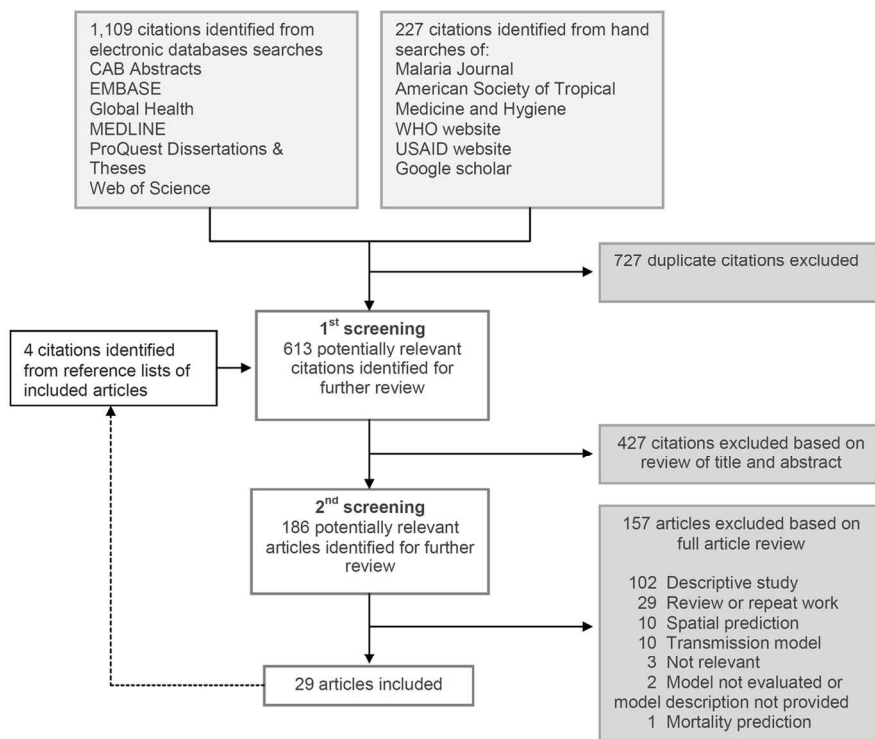 1,109 citations identified from
electronic databases searches
CAB Abstracts
EMBASE
Global Health
MEDLINE
ProQuest Dissertations &
Theses
Web of Science
227 citations identified from hand
searches of:
Malaria Journal
American Society of Tropical
Medicine and Hygiene
WHO website
USAID website
Google scholar
727 duplicate citations excluded
1st screening
613 potentially relevant
citations identified for
further review
4 citations identified
from reference lists of
included articles
427 citations excluded based on
review of title and abstract
2nd screening
186 potentially relevant
articles identified for further
review
157 articles excluded based on
full article review
102 Descriptive study
29 Review or repeat work
10 Spatial prediction
10 Transmission model
3 Not relevant
2 Model not evaluated or
model description not provided
1 Mortality prediction
29 articles included